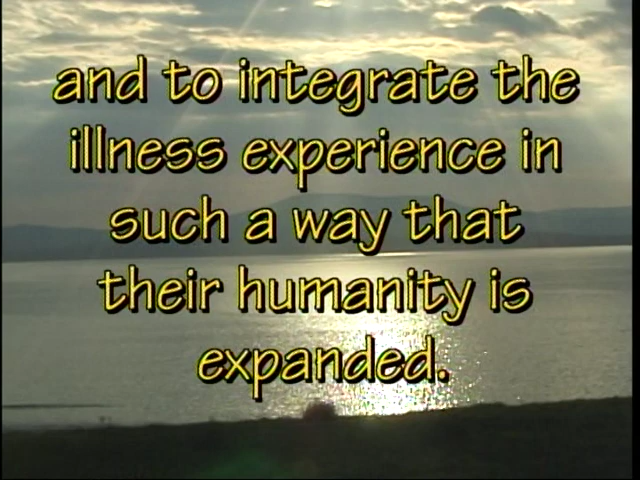 and to integrate the
illness experience in
such a way that
their humanity is
expanded.